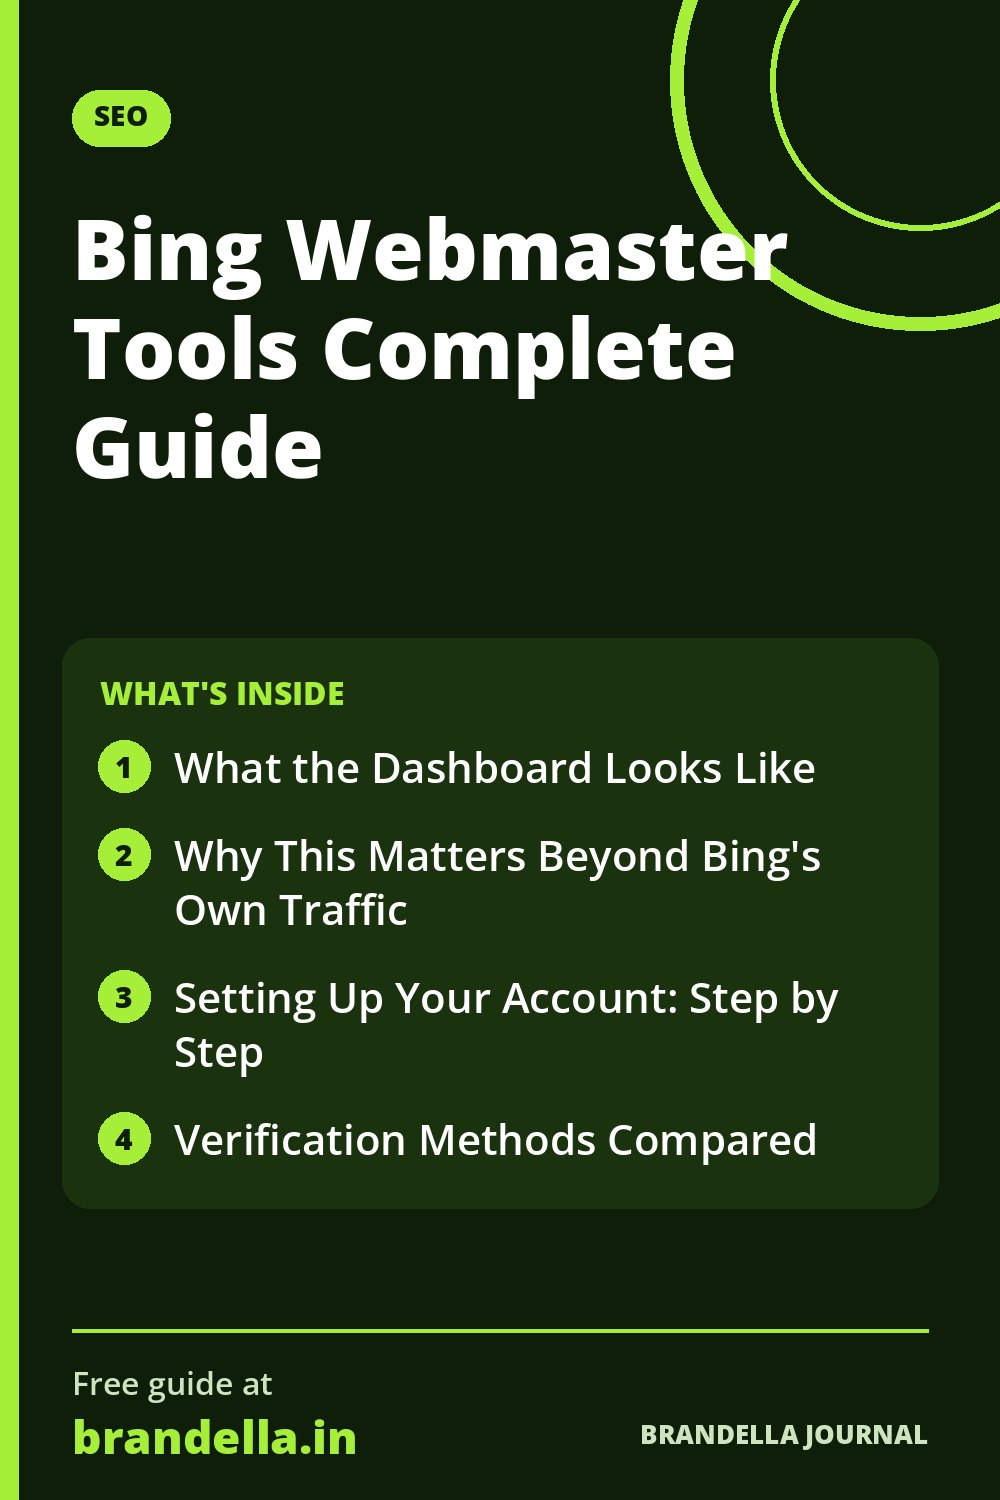 SEO
Bing Webmaster
Tools Complete
Guide
WHAT'S INSIDE
1 What the Dashboard Looks Like
2 Why This Matters Beyond Bing's
Own Traffic
3 Setting Up Your Account: Step by
Step
4 Verification Methods Compared
Free guide at
brandella.in
BRANDELLA JOURNAL